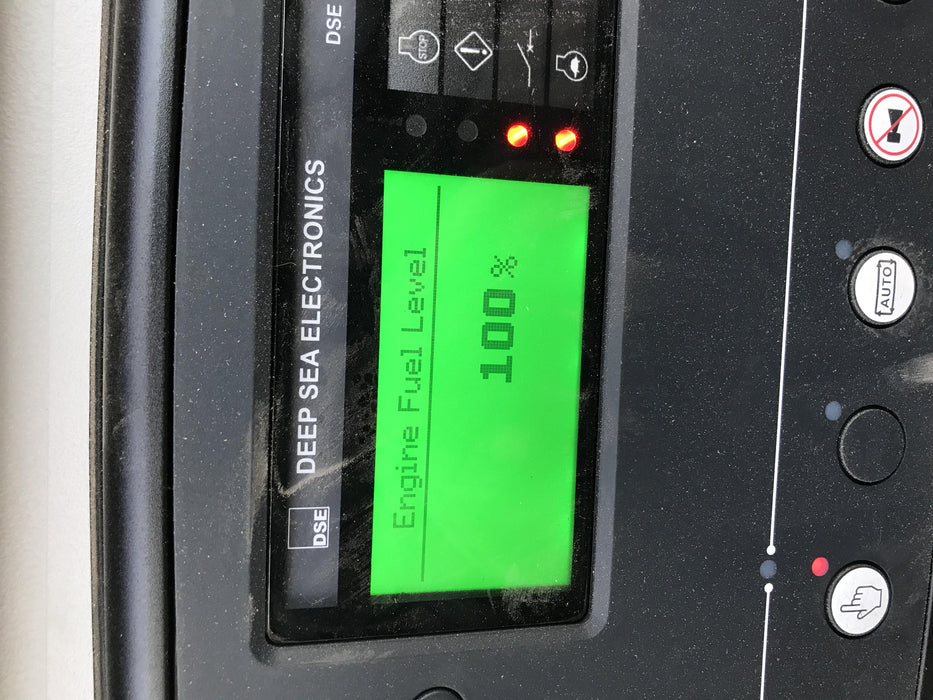 DSE DEEP SEA ELECTRONICS DSE
Engine Fuel Level
100%
STOP
AUTO